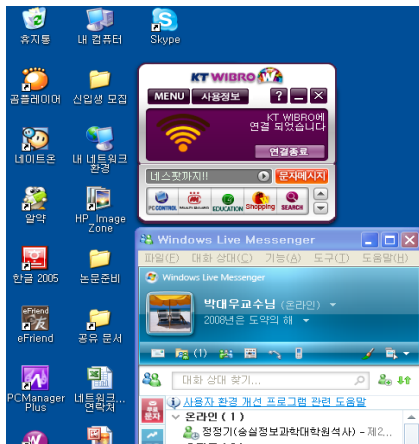 휴지통
내 컴퓨터
Skype
곰플레이어
신입생 모집
네이트온
내 네트워크 환경
알약
HP_Image Zone
한글 2005
논문준비
eFriend
eFriend
공유 문서
PCManager Plus
네트워크... 연락처
KT WIBRO W
MENU
사용정보
?
KT WIBRO에
연결 되었습니다
연결종료
네스팟까지!!
문자메시지
PC CONTROL
EDUCATION
Shopping
SEARCH
Windows Live Messenger
파일(F) 대화 상대(C) 기능(A) 도구(T) 도움말(H)
Windows Live Messenger
박대우교수님 (온라인)
2008년은 도약의 해
(1)
대화 상대 찾기...
무료 문자
사용자 환경 개선 프로그램 관련 도움말
온라인 ( 1 )
정정기(숭실정보과학대학원석사) - 제2...